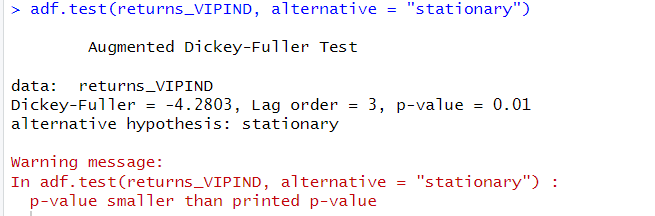 > adf.test(returns_VIPIND, alternative = "stationary")
Augmented Dickey-Fuller Test
data:  returns_VIPIND
Dickey-Fuller = -4.2803, Lag order = 3, p-value = 0.01
alternative hypothesis: stationary
Warning message:
In adf.test(returns_VIPIND, alternative = "stationary") :
  p-value smaller than printed p-value